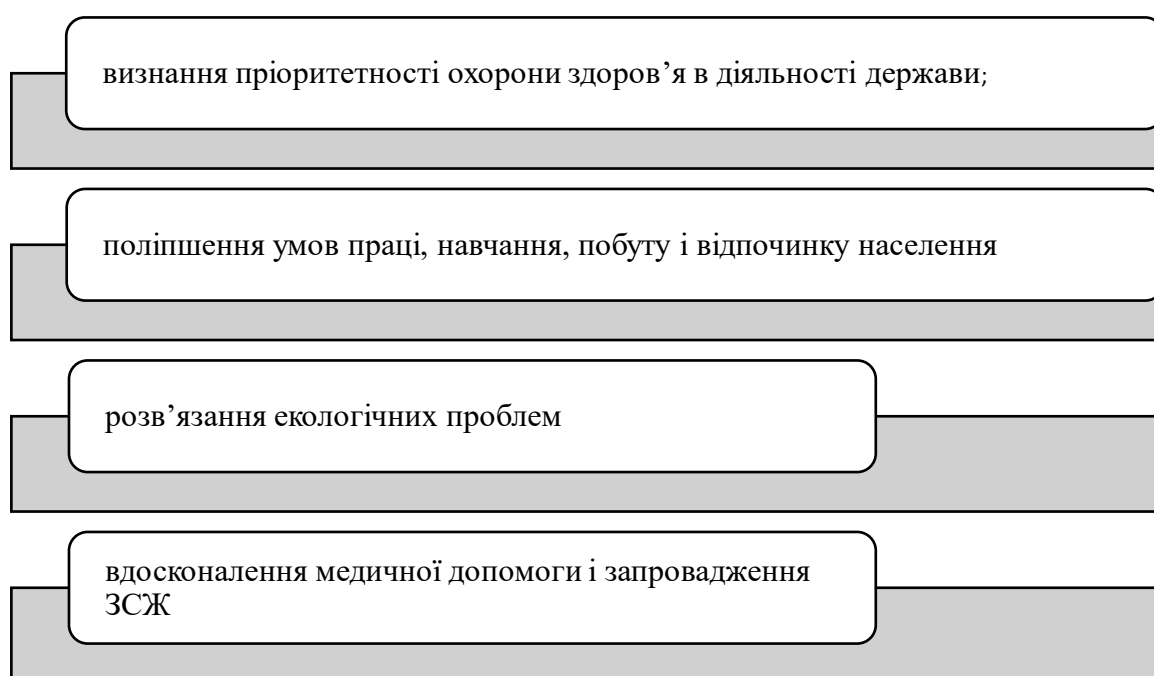 визнання пріоритетності охорони здоров’я в діяльності держави;
поліпшення умов праці, навчання, побуту і відпочинку населення
розв’язання екологічних проблем
вдосконалення медичної допомоги і запровадження
ЗСЖ